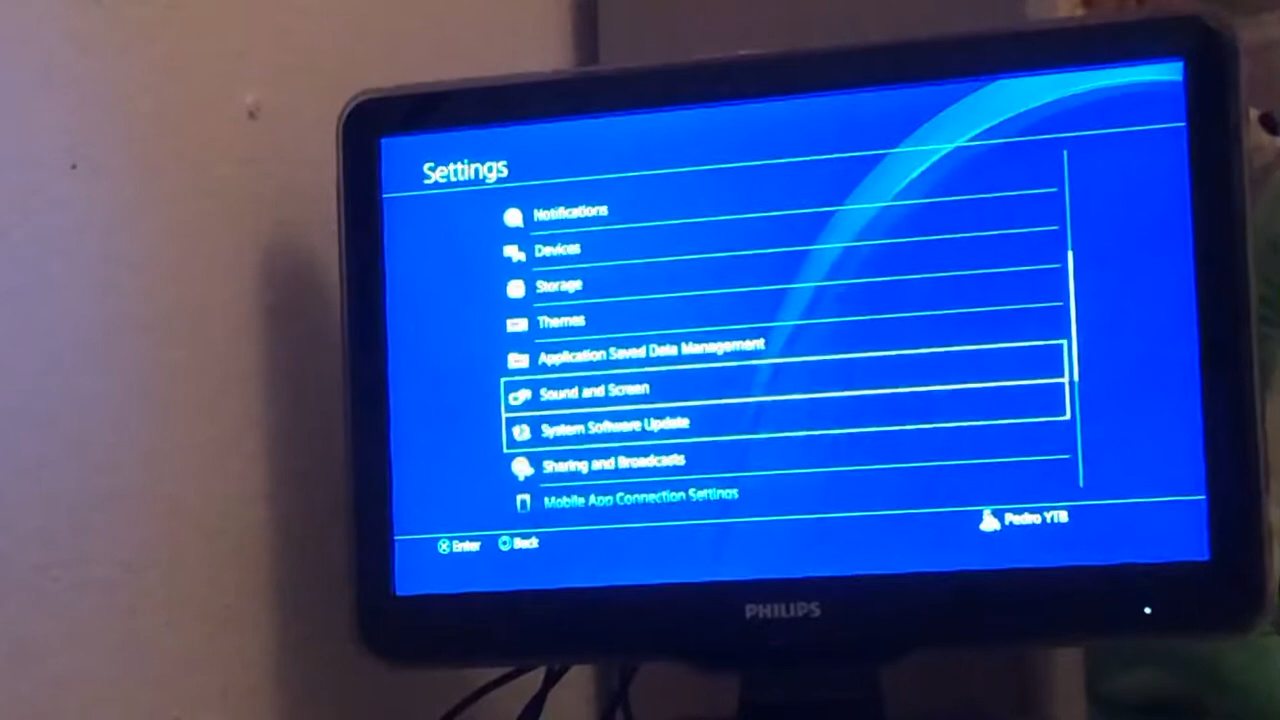 Settings
Notifications
Devices
Storage
Themes
Application Saved Data Management
Sound and Screen
System Software Update
Sharing and Broadcasts
Mobile App Connection Settings
Enter Back
Pedro YTB
PHILIPS